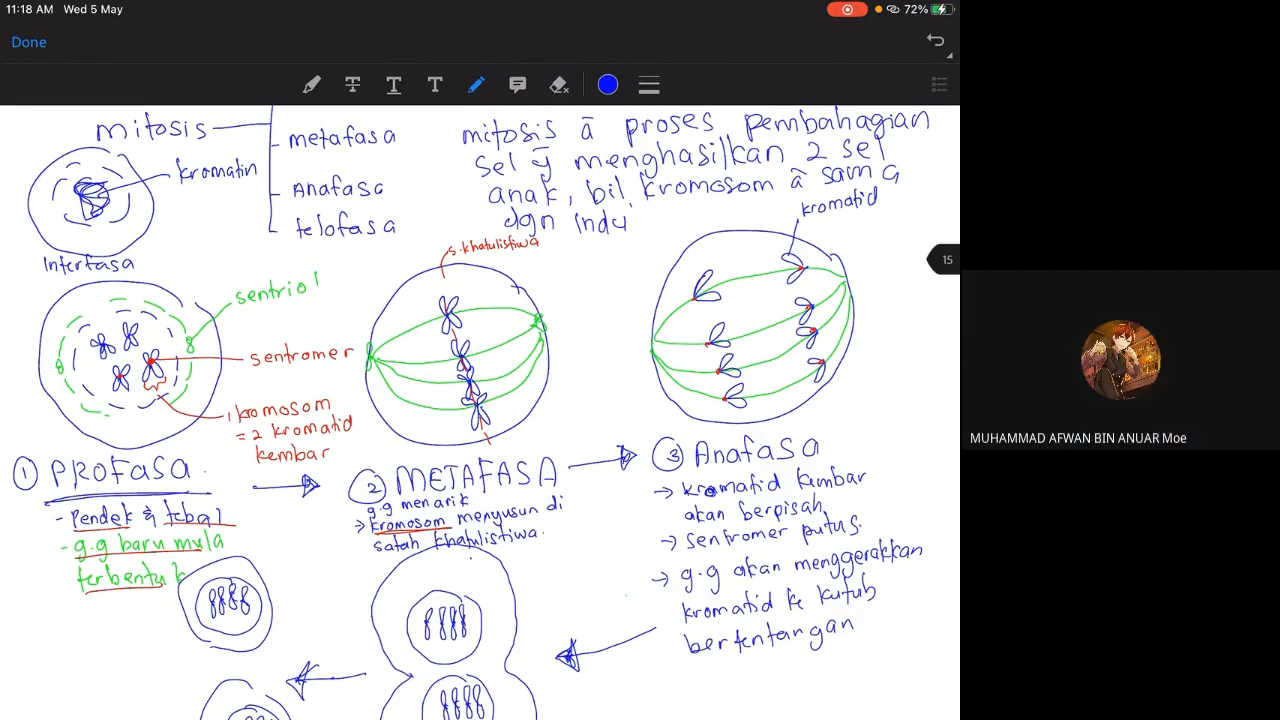 11:18 AM Wed 5 May
72%
Done
15
mitosis
metafasa
Anafasa
telofasa
kromatin
Interfasa
mitosis ā proses pembahagian
sel ȳ menghasilkan 2 sel
anak, bil kromosom ā sama
dgn Indu
kromatid
s.khatulistiwa
sentriol
sentromer
1 kromosom
= 2 kromatid
kembar
① PROFASA
- Pendek & tebal
- g.g baru mula
terbentuk
② METAFASA
g.g menarik
→ kromosom menyusun di
satah khatulistiwa.
③ Anafasa
→ kromatid kembar
akan berpisah
→ sentromer putus.
→ g.g akan menggerakkan
kromatid ke kutub
bertentangan
MUHAMMAD AFWAN BIN ANUAR Moe